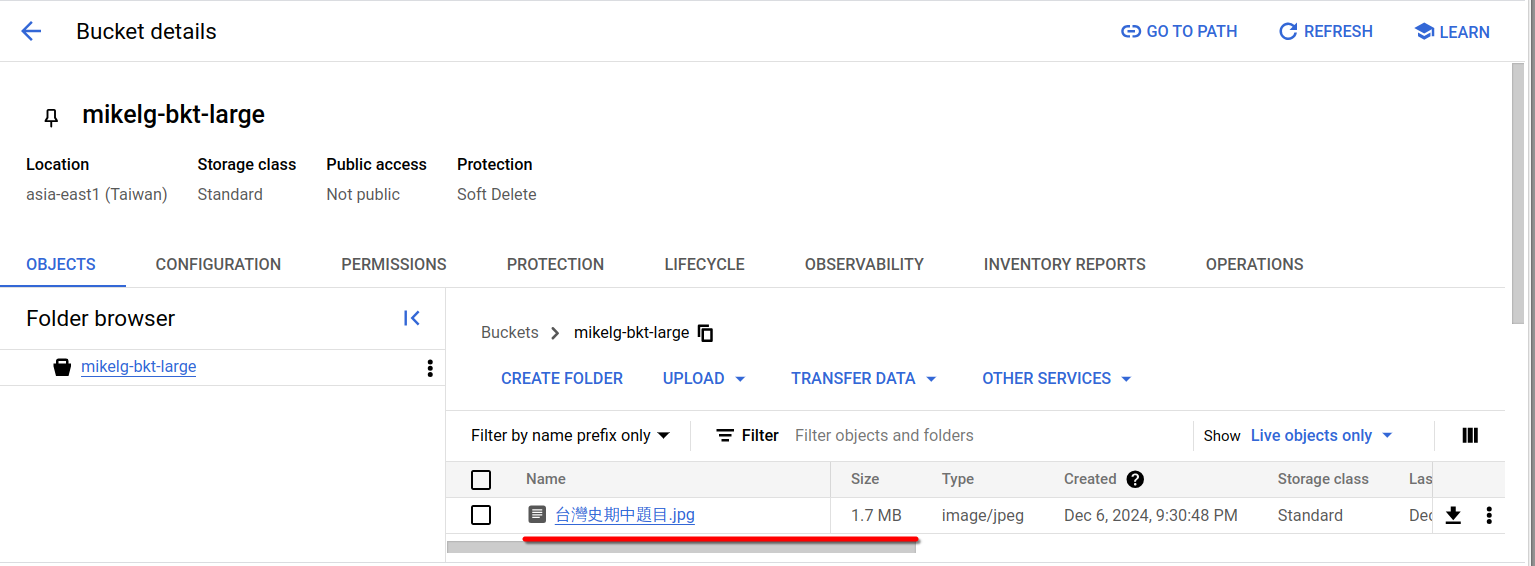 Bucket details
GO TO PATH
REFRESH
LEARN
mikelg-bkt-large
Location
Storage class
Public access
Protection
asia-east1 (Taiwan)
Standard
Not public
Soft Delete
OBJECTS
CONFIGURATION
PERMISSIONS
PROTECTION
LIFECYCLE
OBSERVABILITY
INVENTORY REPORTS
OPERATIONS
Folder browser
mikelg-bkt-large
Buckets
mikelg-bkt-large
CREATE FOLDER
UPLOAD
TRANSFER DATA
OTHER SERVICES
Filter by name prefix only
Filter
Filter objects and folders
Show
Live objects only
Name
Size
Type
Created
Storage class
Las
台灣史期中題目.jpg
1.7 MB
image/jpeg
Dec 6, 2024, 9:30:48 PM
Standard
Dec